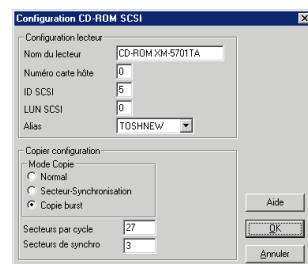 Configuration CD-ROM SCSI
Configuration lecteur
Nom du lecteur CD-ROM XM-5701TA
Numéro carte hôte 0
ID SCSI 5
LUN SCSI 0
Alias TOSHNEW
Copier configuration
Mode Copie
Normal
Secteur-Synchronisation
Copie burst
Secteurs par cycle 27
Secteurs de synchro 3
Aide
OK
Annuler